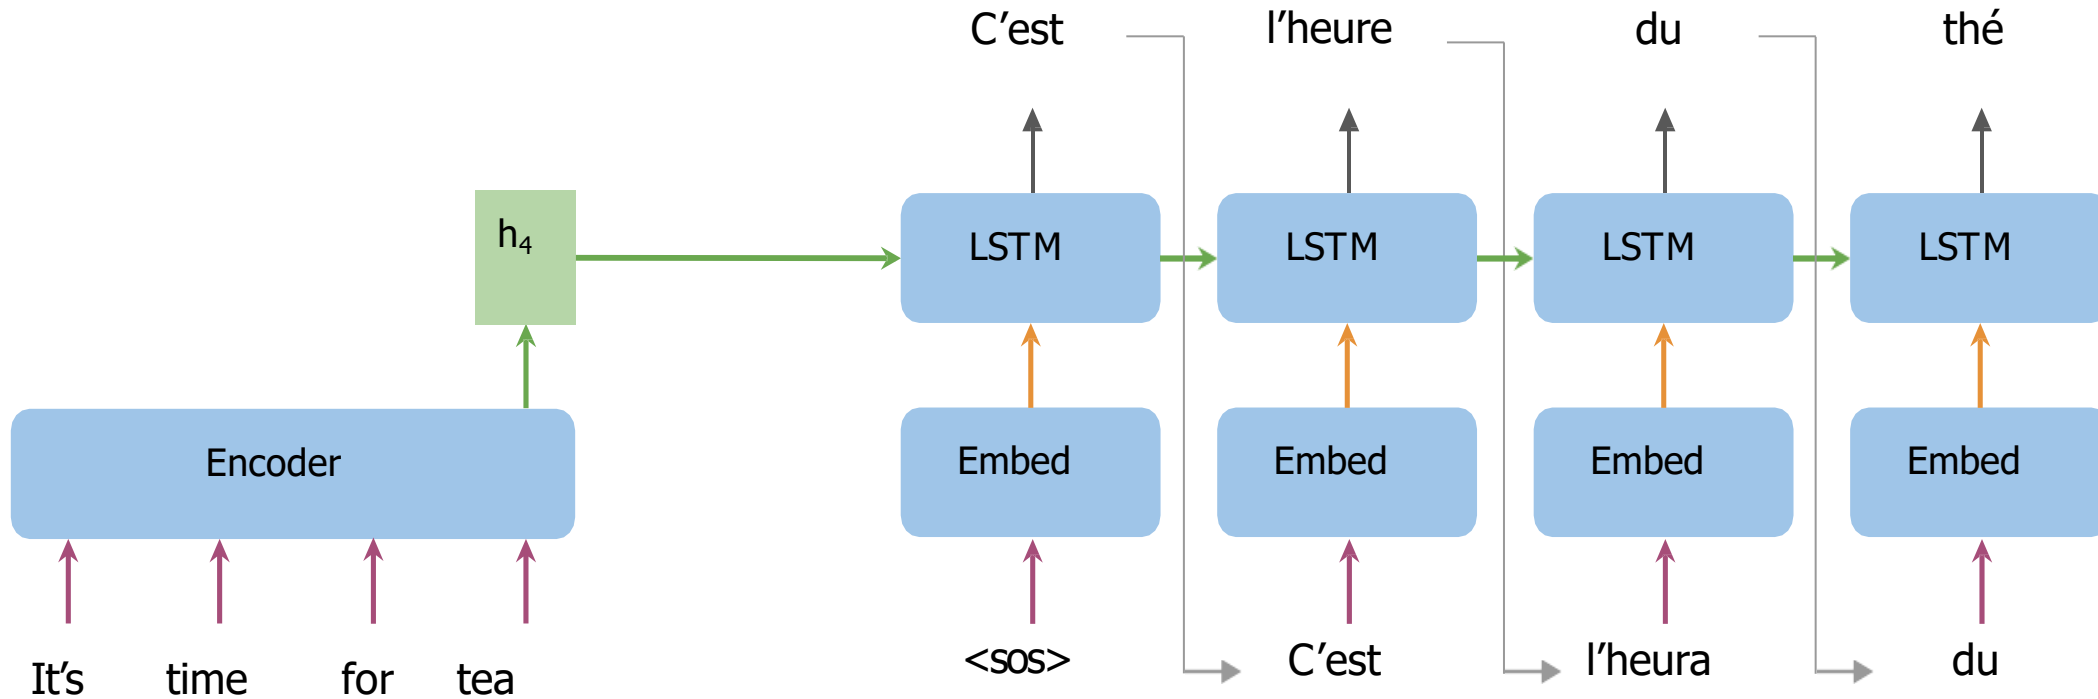 C’est l’heure du thé
h₄
LSTM LSTM LSTM LSTM
Encoder Embed Embed Embed Embed
<sos> C’est l’heura du
It’s time for tea